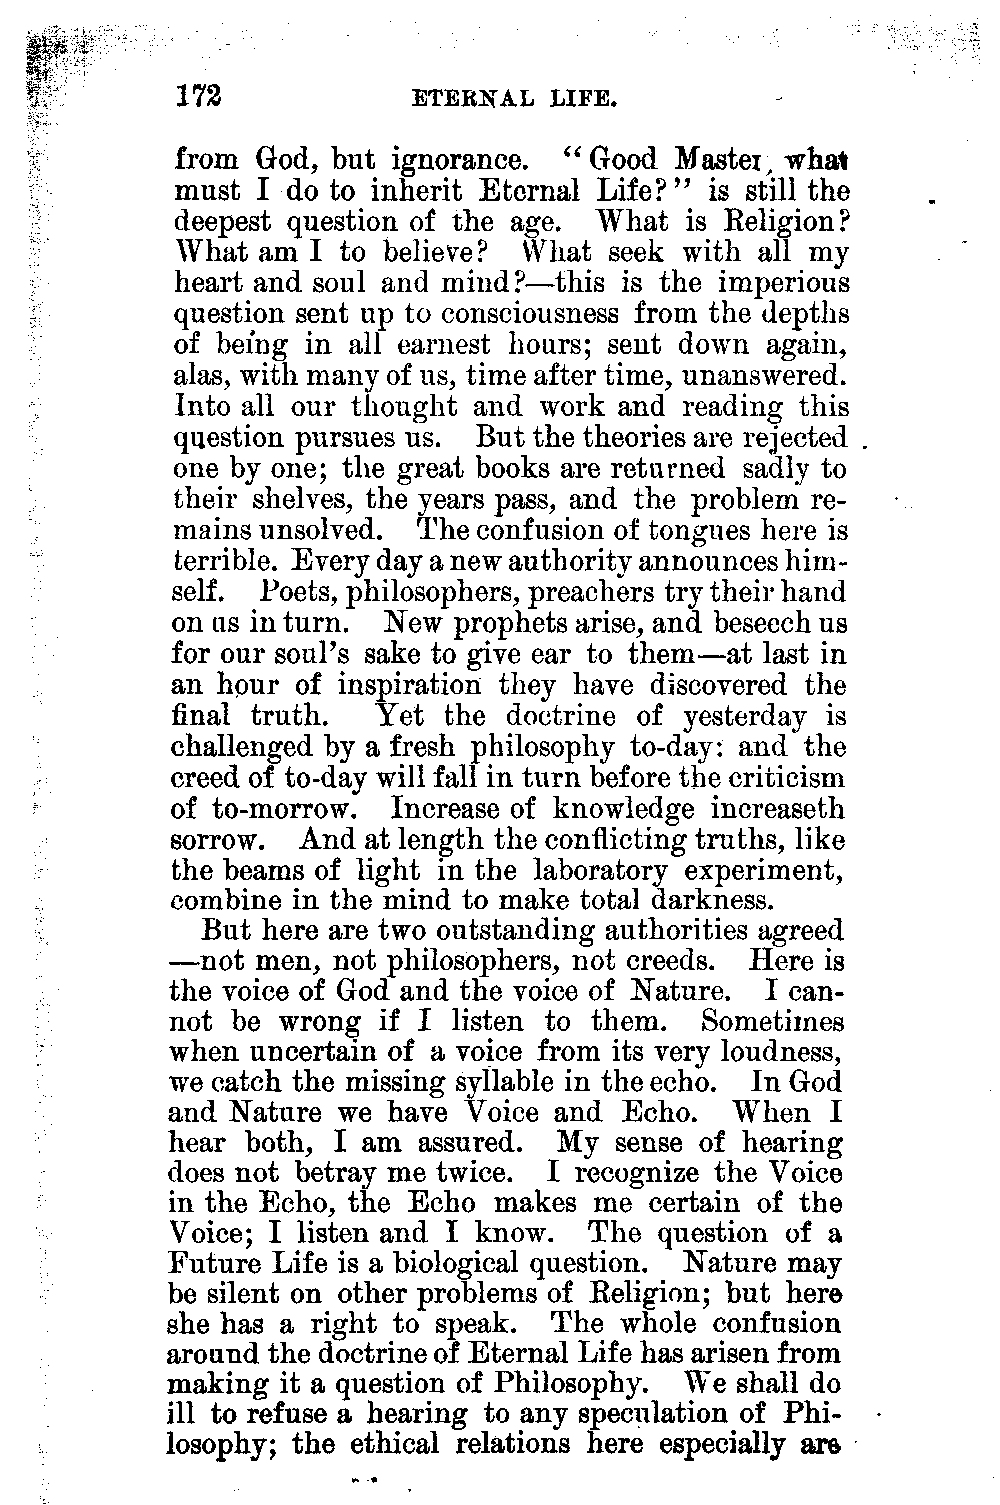 172 ETERNAL LIFE.
from God, but ignorance. “Good Master, what
must I do to inherit Eternal Life?” is still the
deepest question of the age. What is Religion?
What am I to believe? What seek with all my
heart and soul and mind?—this is the imperious
question sent up to consciousness from the depths
of being in all earnest hours; sent down again,
alas, with many of us, time after time, unanswered.
Into all our thought and work and reading this
question pursues us. But the theories are rejected
one by one; the great books are returned sadly to
their shelves, the years pass, and the problem re-
mains unsolved. The confusion of tongues here is
terrible. Every day a new authority announces him-
self. Poets, philosophers, preachers try their hand
on us in turn. New prophets arise, and beseech us
for our soul’s sake to give ear to them—at last in
an hour of inspiration they have discovered the
final truth. Yet the doctrine of yesterday is
challenged by a fresh philosophy to-day: and the
creed of to-day will fall in turn before the criticism
of to-morrow. Increase of knowledge increaseth
sorrow. And at length the conflicting truths, like
the beams of light in the laboratory experiment,
combine in the mind to make total darkness.
But here are two outstanding authorities agreed
—not men, not philosophers, not creeds. Here is
the voice of God and the voice of Nature. I can-
not be wrong if I listen to them. Sometimes
when uncertain of a voice from its very loudness,
we catch the missing syllable in the echo. In God
and Nature we have Voice and Echo. When I
hear both, I am assured. My sense of hearing
does not betray me twice. I recognize the Voice
in the Echo, the Echo makes me certain of the
Voice; I listen and I know. The question of a
Future Life is a biological question. Nature may
be silent on other problems of Religion; but here
she has a right to speak. The whole confusion
around the doctrine of Eternal Life has arisen from
making it a question of Philosophy. We shall do
ill to refuse a hearing to any speculation of Phi-
losophy; the ethical relations here especially are